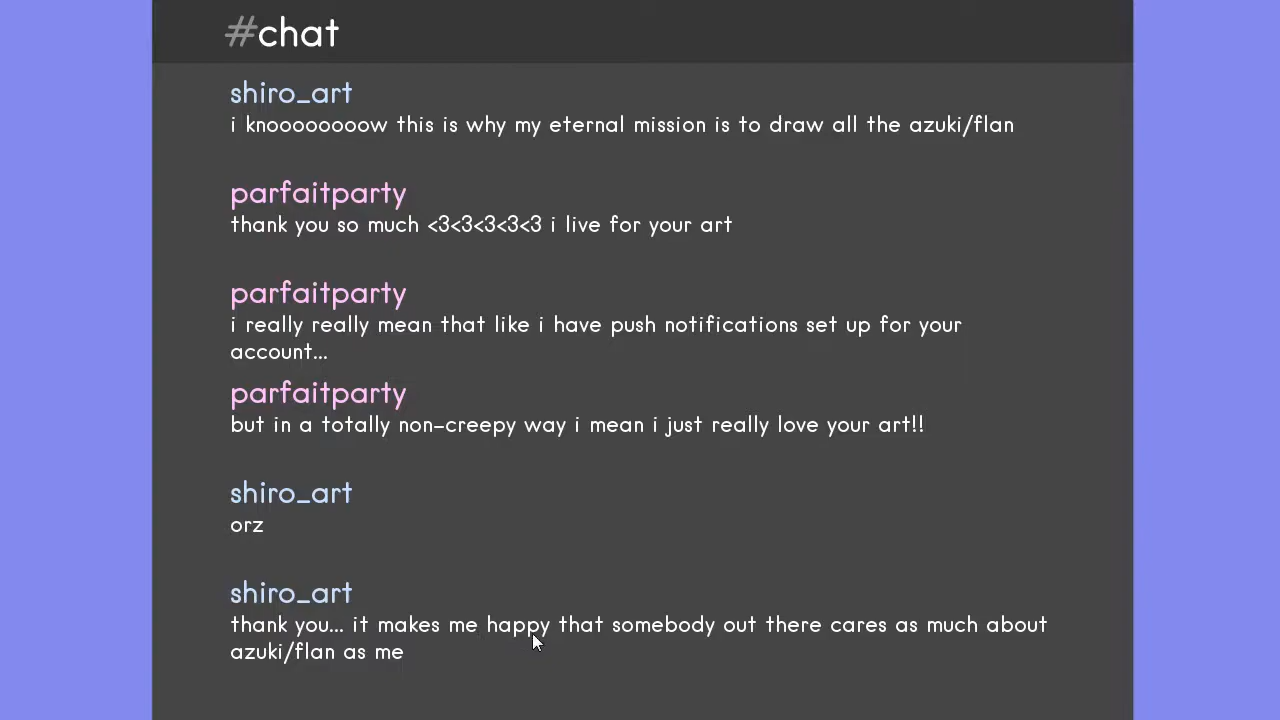 #chat
shiro_art
i knoooooooow this is why my eternal mission is to draw all the azuki/flan
parfaitparty
thank you so much <3<3<3<3<3 i live for your art
parfaitparty
i really really mean that like i have push notifications set up for your
account...
parfaitparty
but in a totally non-creepy way i mean i just really love your art!!
shiro_art
orz
shiro_art
thank you... it makes me happy that somebody out there cares as much about
azuki/flan as me